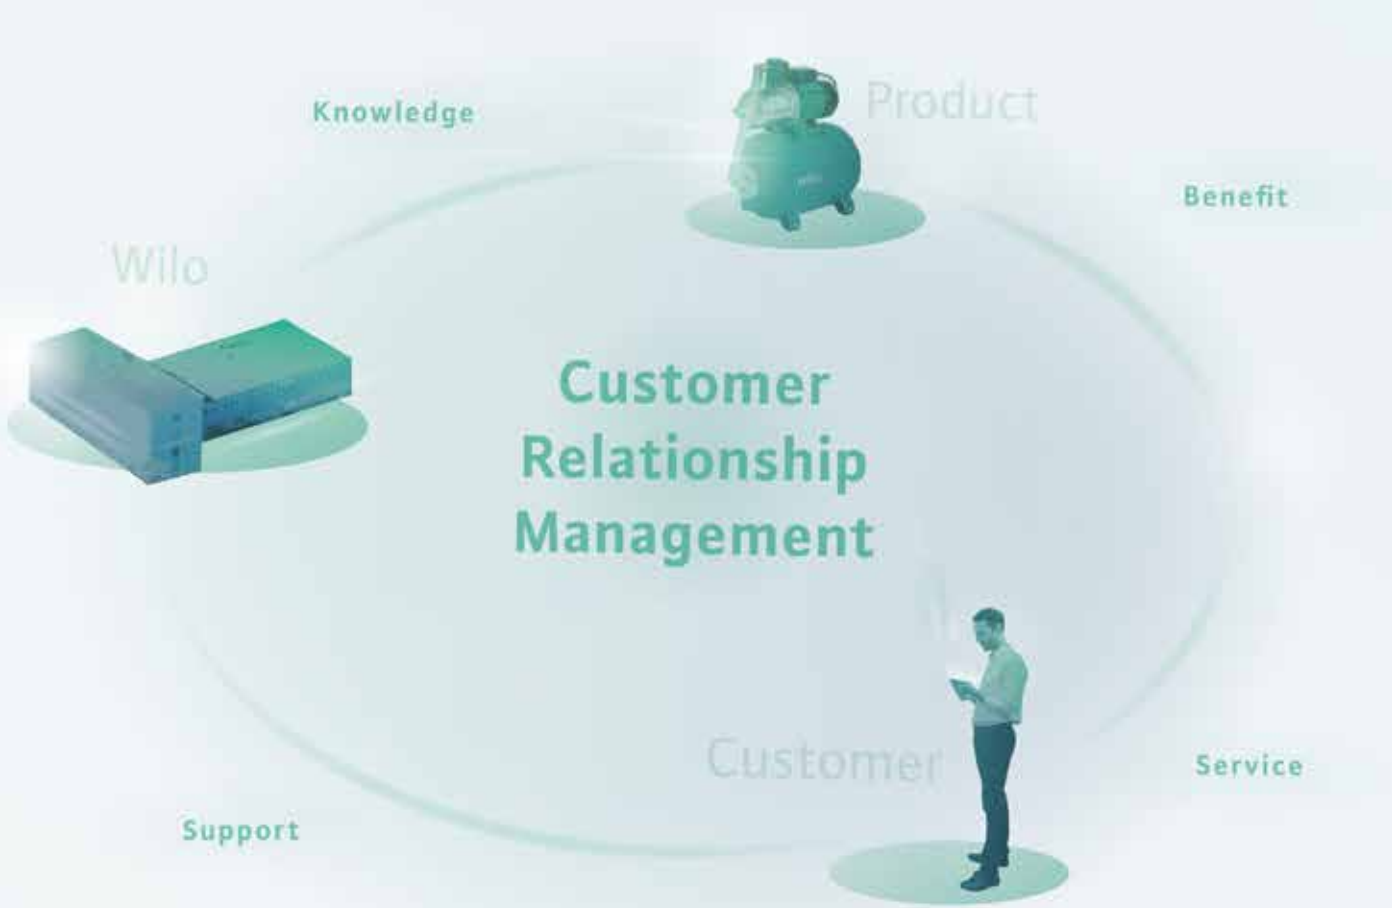 Knowledge
Product
Benefit
Wilo
Customer
Relationship
Management
Customer
Service
Support